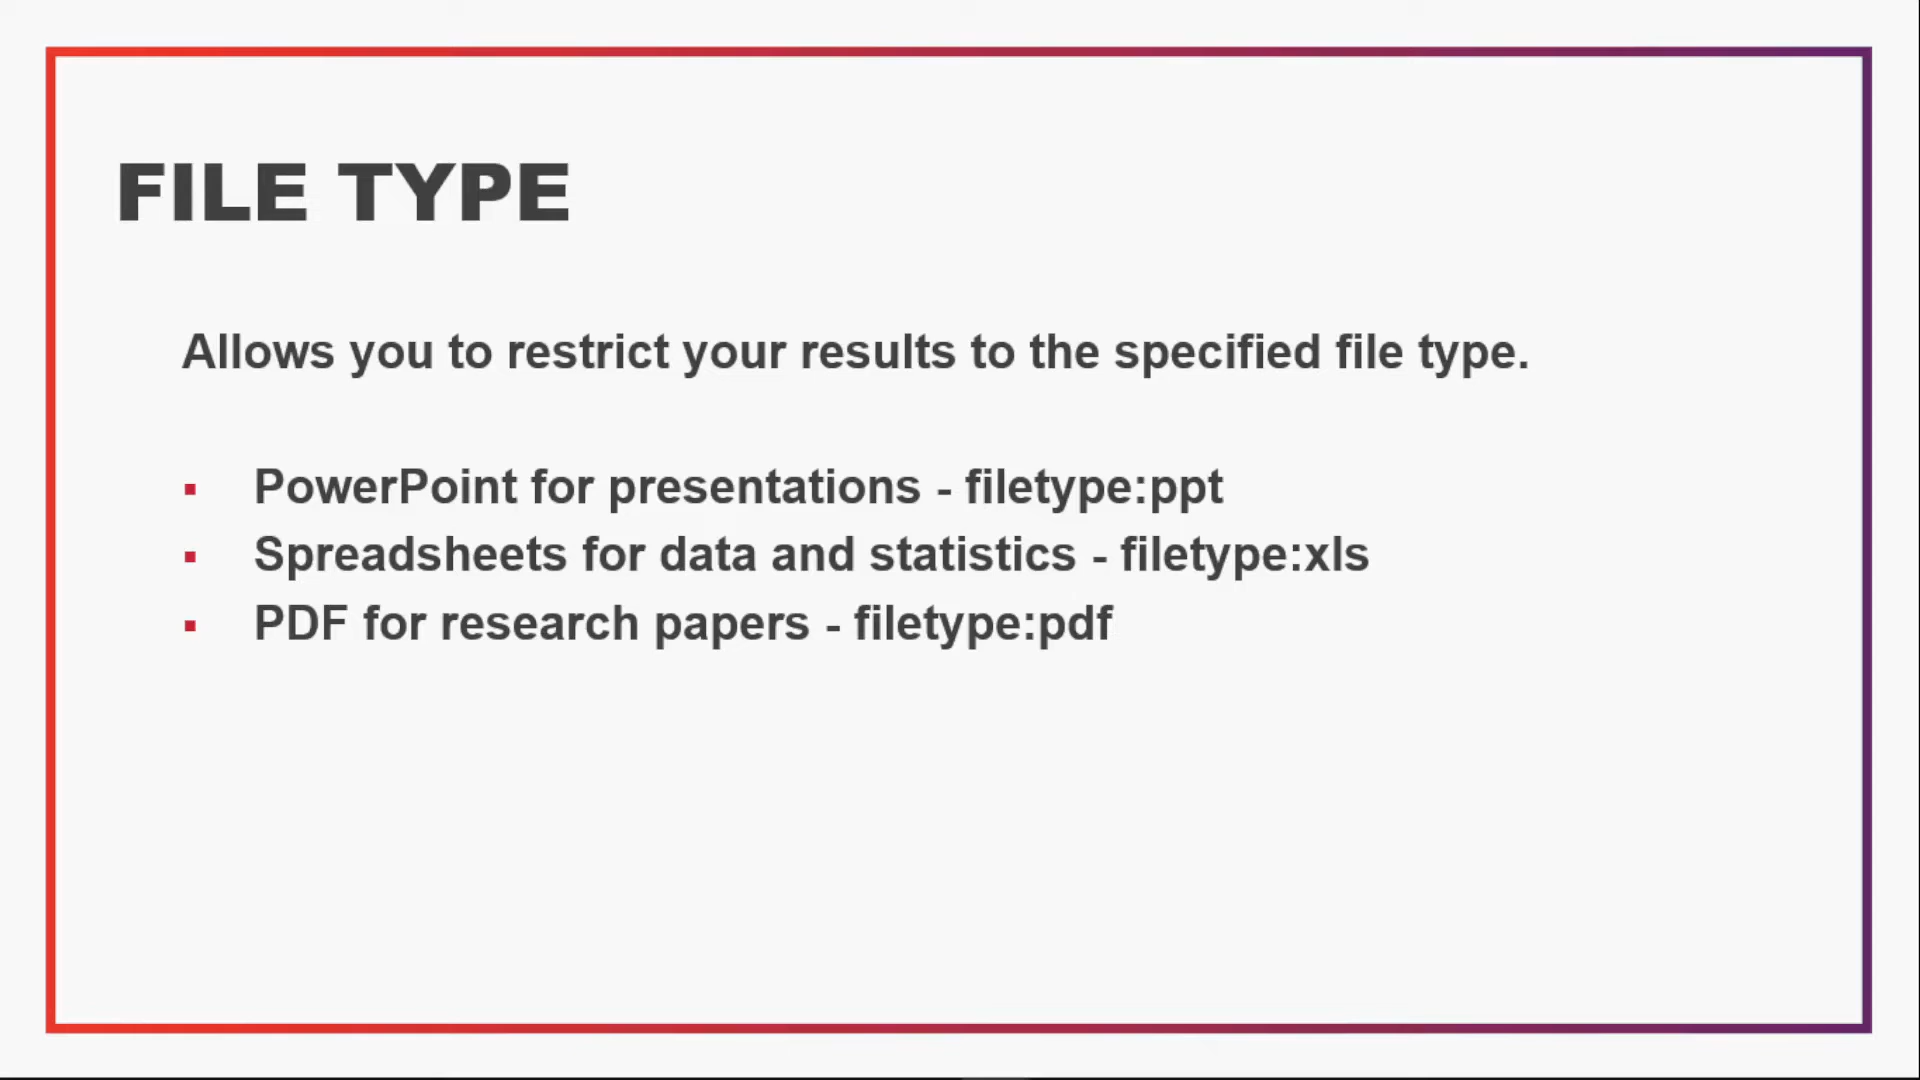 FILE TYPE
Allows you to restrict your results to the specified file type.
▪ PowerPoint for presentations - filetype:ppt
▪ Spreadsheets for data and statistics - filetype:xls
▪ PDF for research papers - filetype:pdf